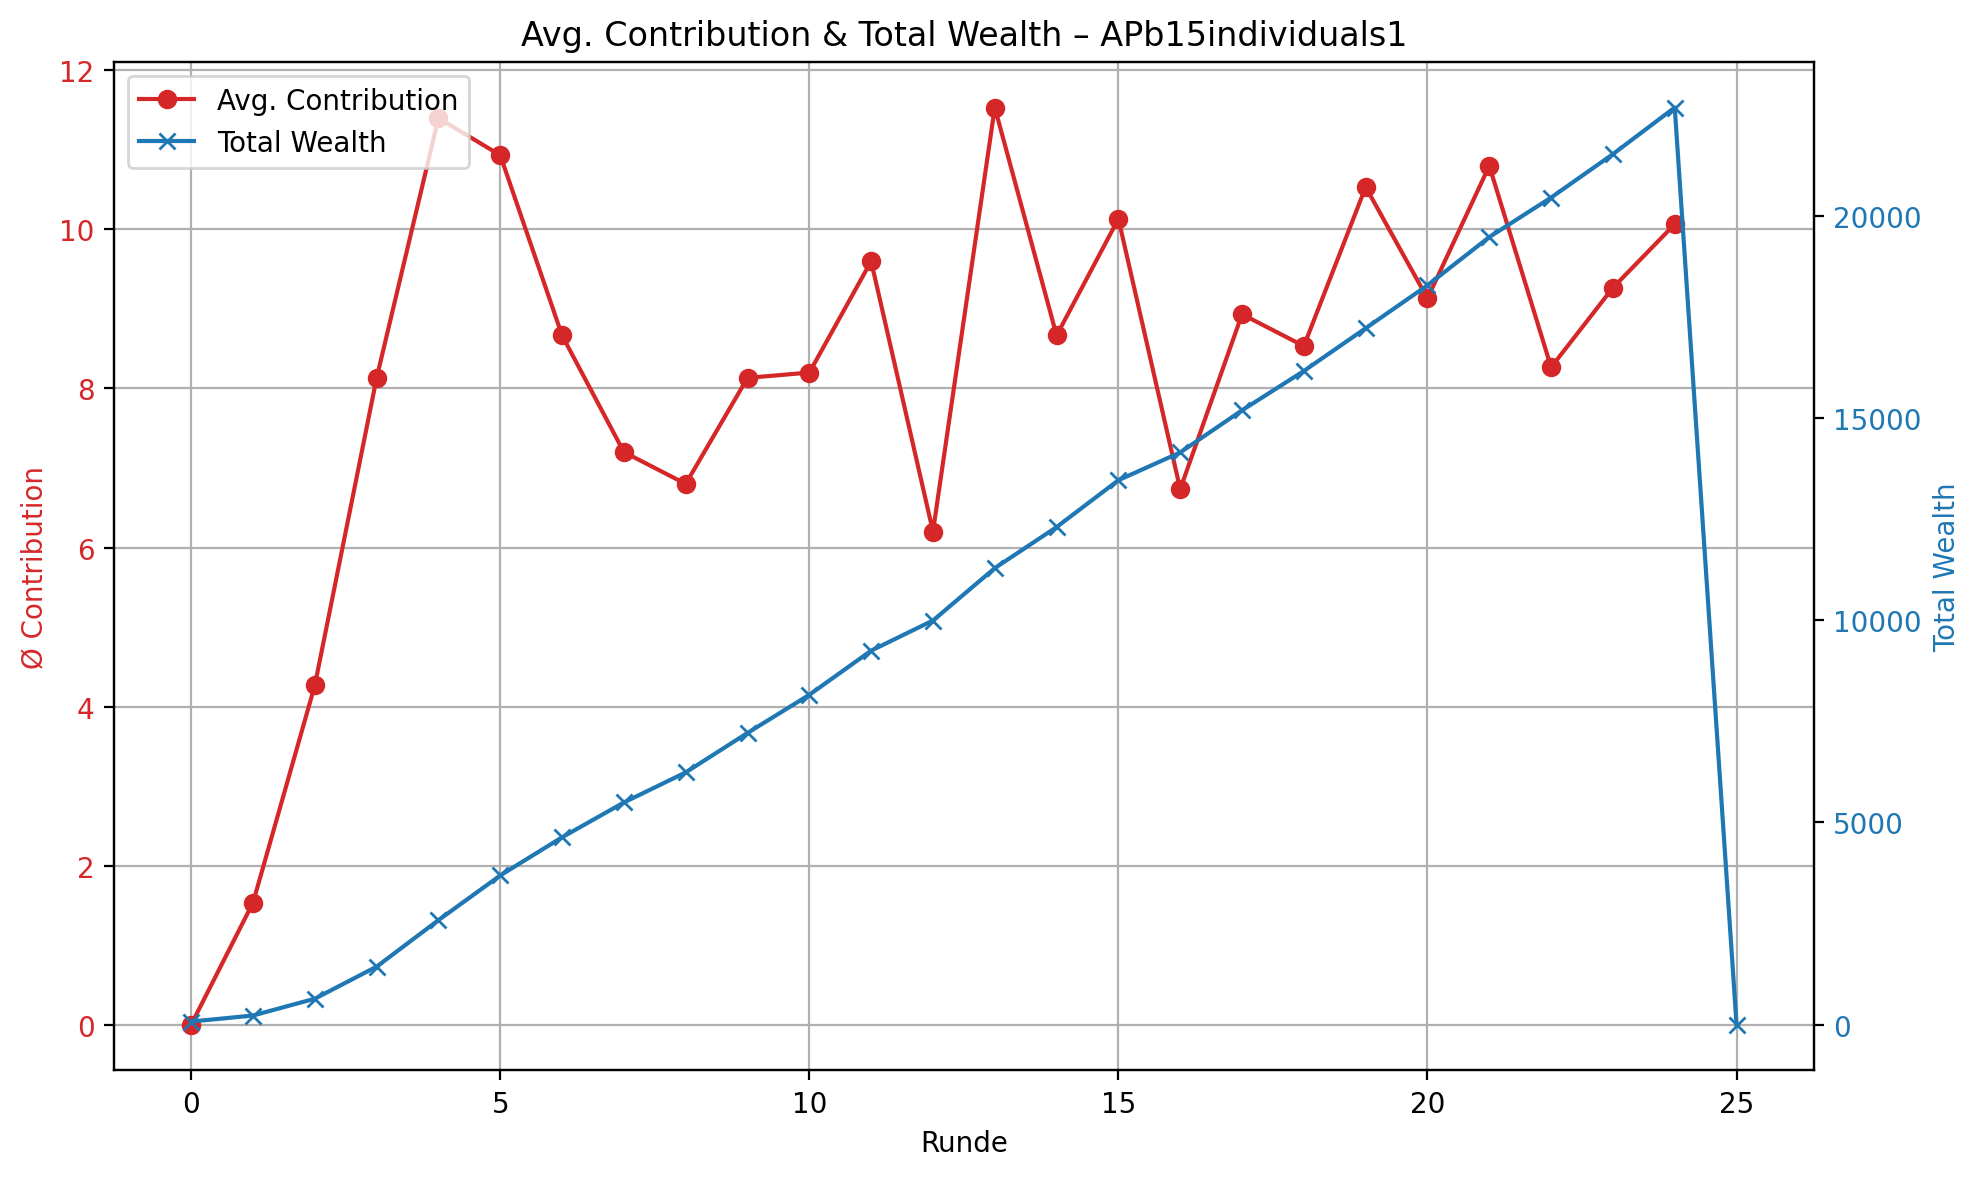 Avg. Contribution & Total Wealth – APb15individuals1
Avg. Contribution
Total Wealth
12
10
8
6
4
2
0
Ø Contribution
20000
15000
10000
5000
0
Total Wealth
0 5 10 15 20 25
Runde